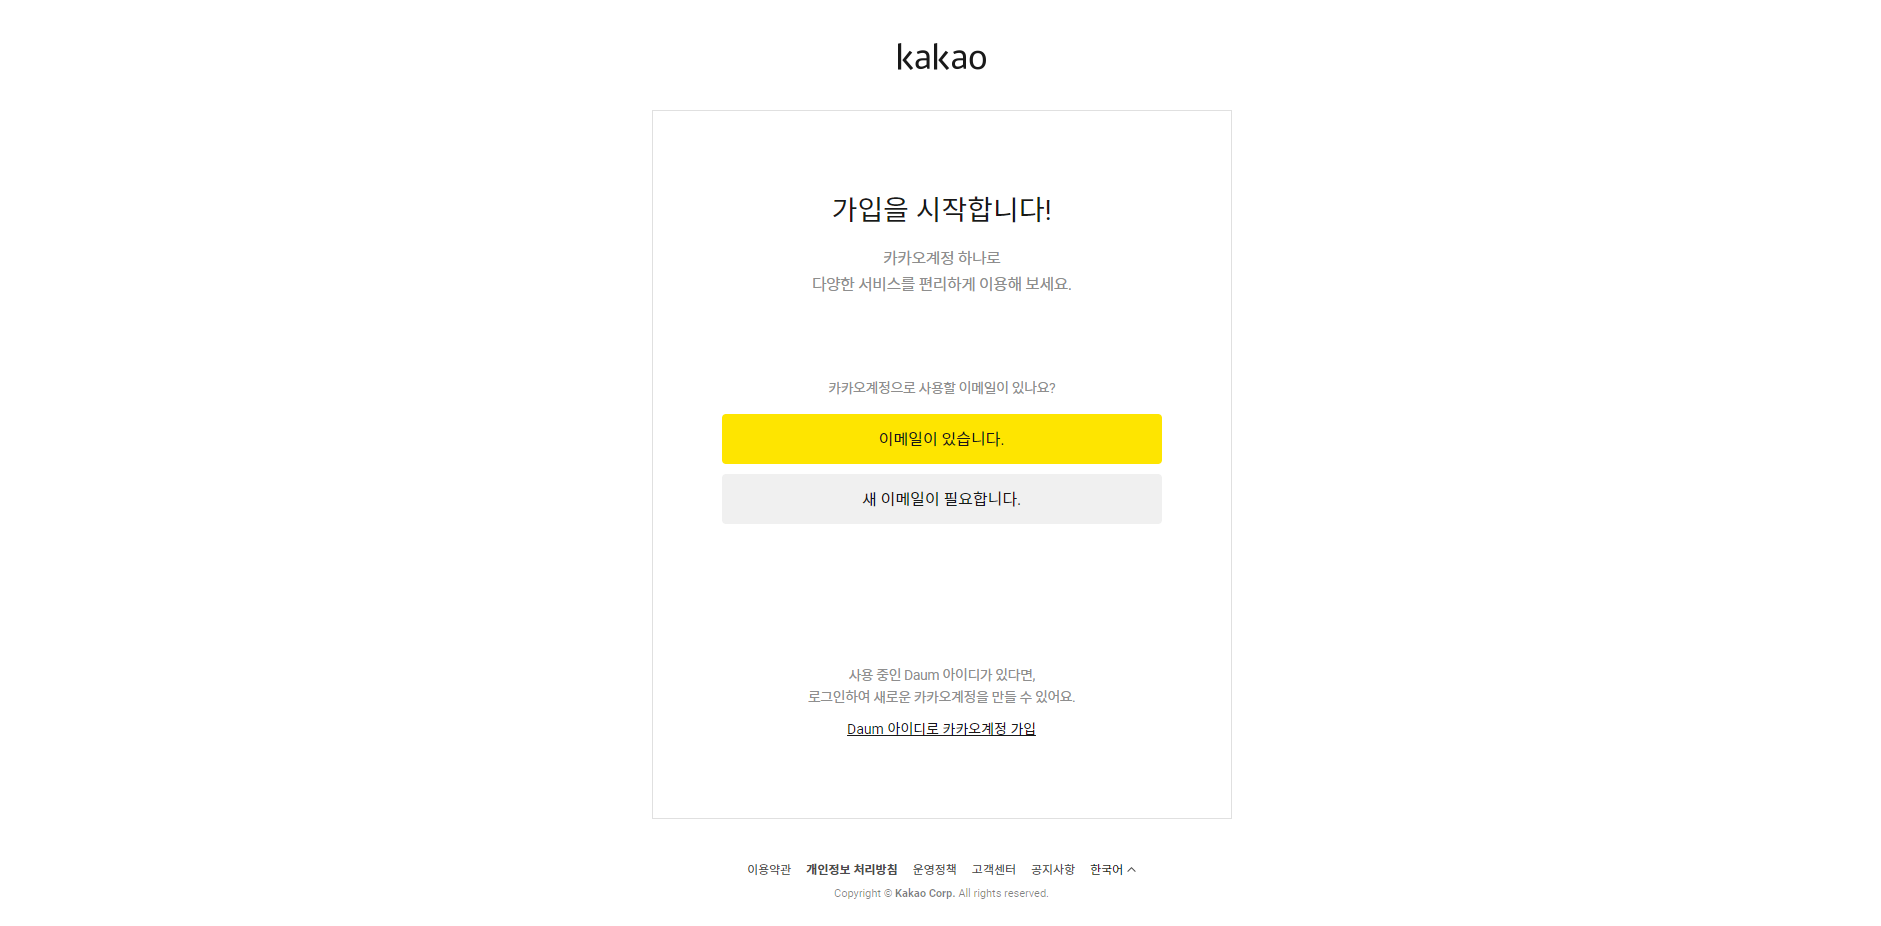 kakao
가입을 시작합니다!
카카오계정 하나로
다양한 서비스를 편리하게 이용해 보세요.
카카오계정으로 사용할 이메일이 있나요?
이메일이 있습니다.
새 이메일이 필요합니다.
사용 중인 Daum 아이디가 있다면,
로그인하여 새로운 카카오계정을 만들 수 있어요.
Daum 아이디로 카카오계정 가입
이용약관 개인정보 처리방침 운영정책 고객센터 공지사항 한국어
Copyright © Kakao Corp. All rights reserved.